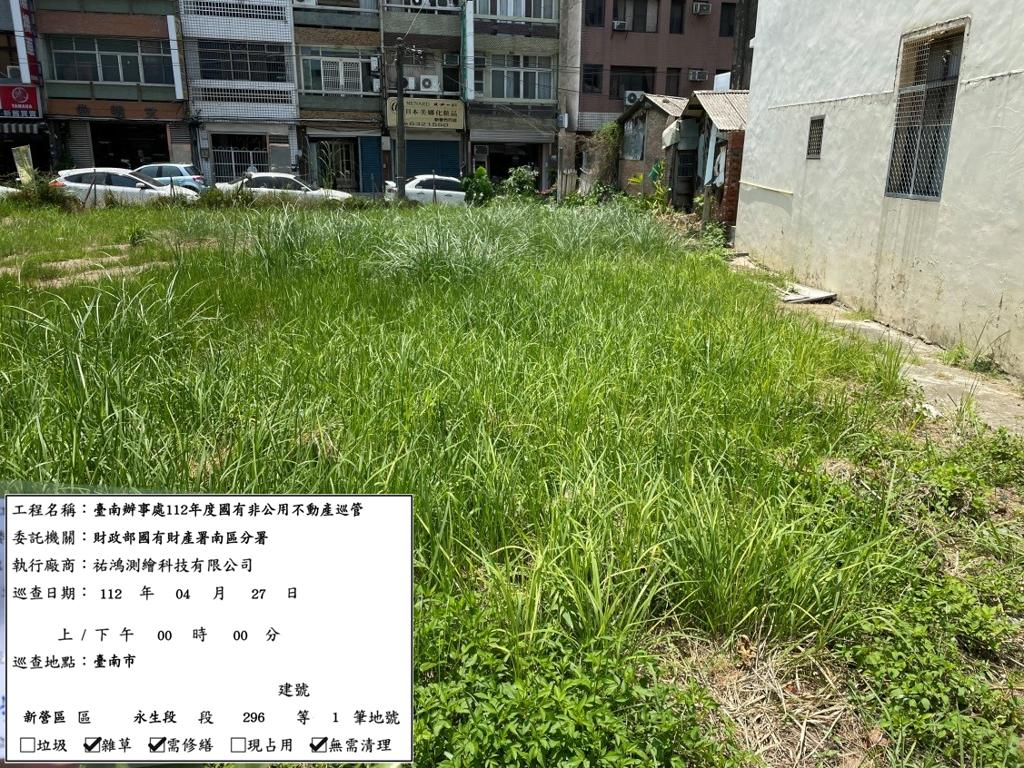 YAMAHA
MENARD
日本美娜化粧品
6321550
工程名稱：臺南辦事處112年度國有非公用不動產巡管
委託機關：財政部國有財產署南區分署
執行廠商：祐鴻測繪科技有限公司
巡查日期： 112 年 04 月 27 日
上 / 下 午 00 時 00 分
巡查地點：臺南市
建號
新營區 區 永生段 段 296 等 1 筆地號
□垃圾 ☑雜草 ☑需修繕 □現占用 ☑無需清理